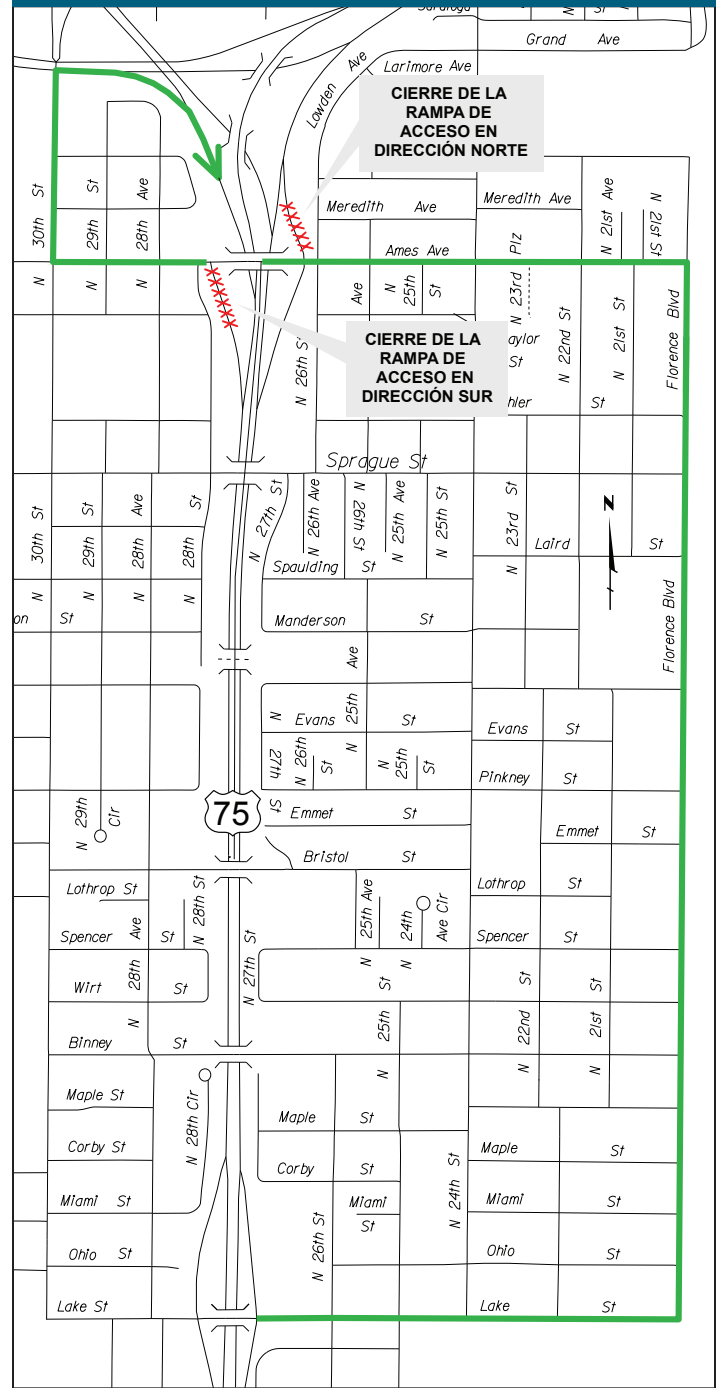 N
St
Grand Ave
Larimore Ave
Lowden Ave
CIERRE DE LA
RAMPA DE
ACCESO EN
DIRECCIÓN NORTE
N 30th St
N 29th St
N 28th Ave
Meredith Ave
Meredith Ave
N 21st Ave
N 21st St
Ames Ave
N 23rd Plz
Ave
N 25th St
N 22nd St
N 21st St
Florence Blvd
CIERRE DE LA
RAMPA DE
ACCESO EN
DIRECCIÓN SUR
N 26th St
aylor
St
hler St
Sprague St
N 30th St
N 29th St
N 28th Ave
N 28th St
N 27th St
N 26th Ave
N 26th St
N 25th Ave
N 25th St
N 23rd St
Laird St
N
Spaulding St
on St
Manderson St
Florence Blvd
N 25th Ave
Evans St
Evans St
N 27th St
N 26th St
N 25th St
Pinkney St
75
Emmet St
Emmet St
N 29th Cir
Bristol St
Lothrop St
Lothrop St
N 28th St
25th Ave N
N 24th Ave Cir
Spencer St
Spencer St
N 28th Ave
N 27th St
Wirt St
N 25th St
N 22nd St
N 21st St
Binney St
Maple St
N 28th Cir
Maple St
Maple St
Corby St
Corby St
N 24th St
Miami St
Miami St
Miami St
N 26th St
Ohio St
Ohio St
Lake St
Lake St